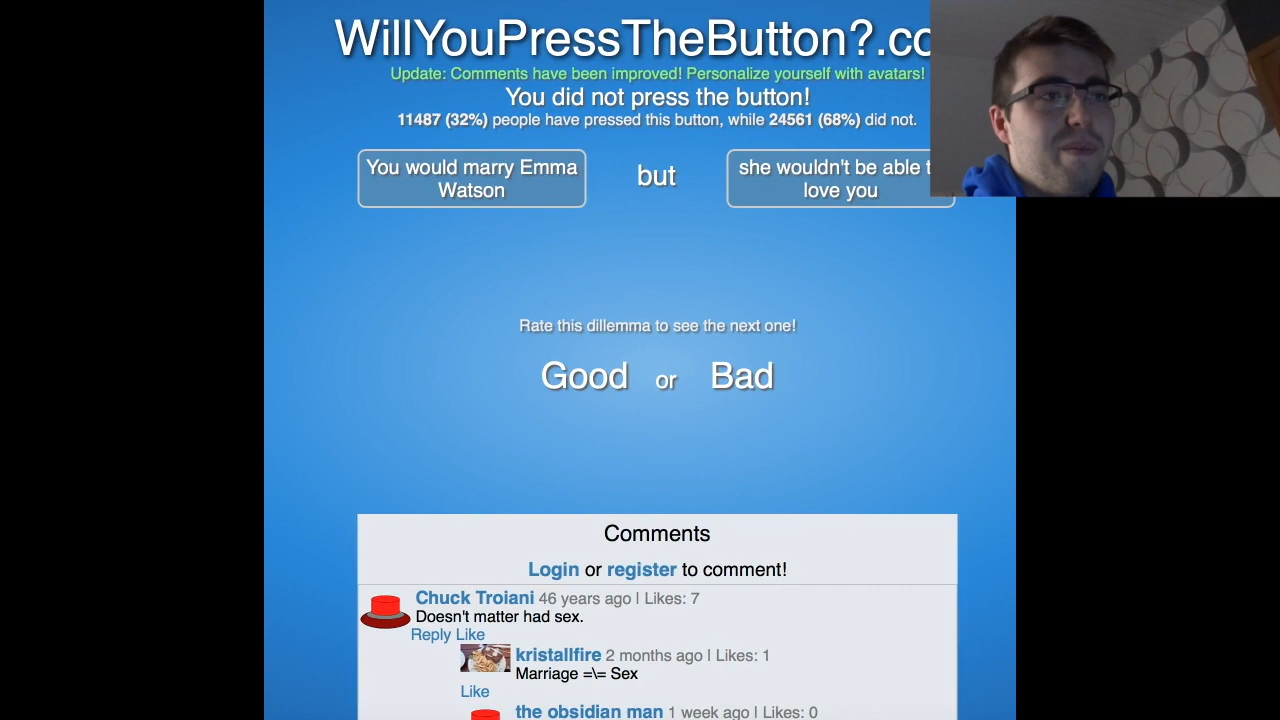 WillYouPressTheButton?.co
Update: Comments have been improved! Personalize yourself with avatars!
You did not press the button!
11487 (32%) people have pressed this button, while 24561 (68%) did not.
You would marry Emma
Watson
but
she wouldn't be able
love you
Rate this dillemma to see the next one!
Good or Bad
Comments
Login or register to comment!
Chuck Troiani 46 years ago | Likes: 7
Doesn't matter had sex.
Reply Like
kristallfire 2 months ago | Likes: 1
Marriage =\= Sex
Like
the obsidian man 1 week ago | Likes: 0